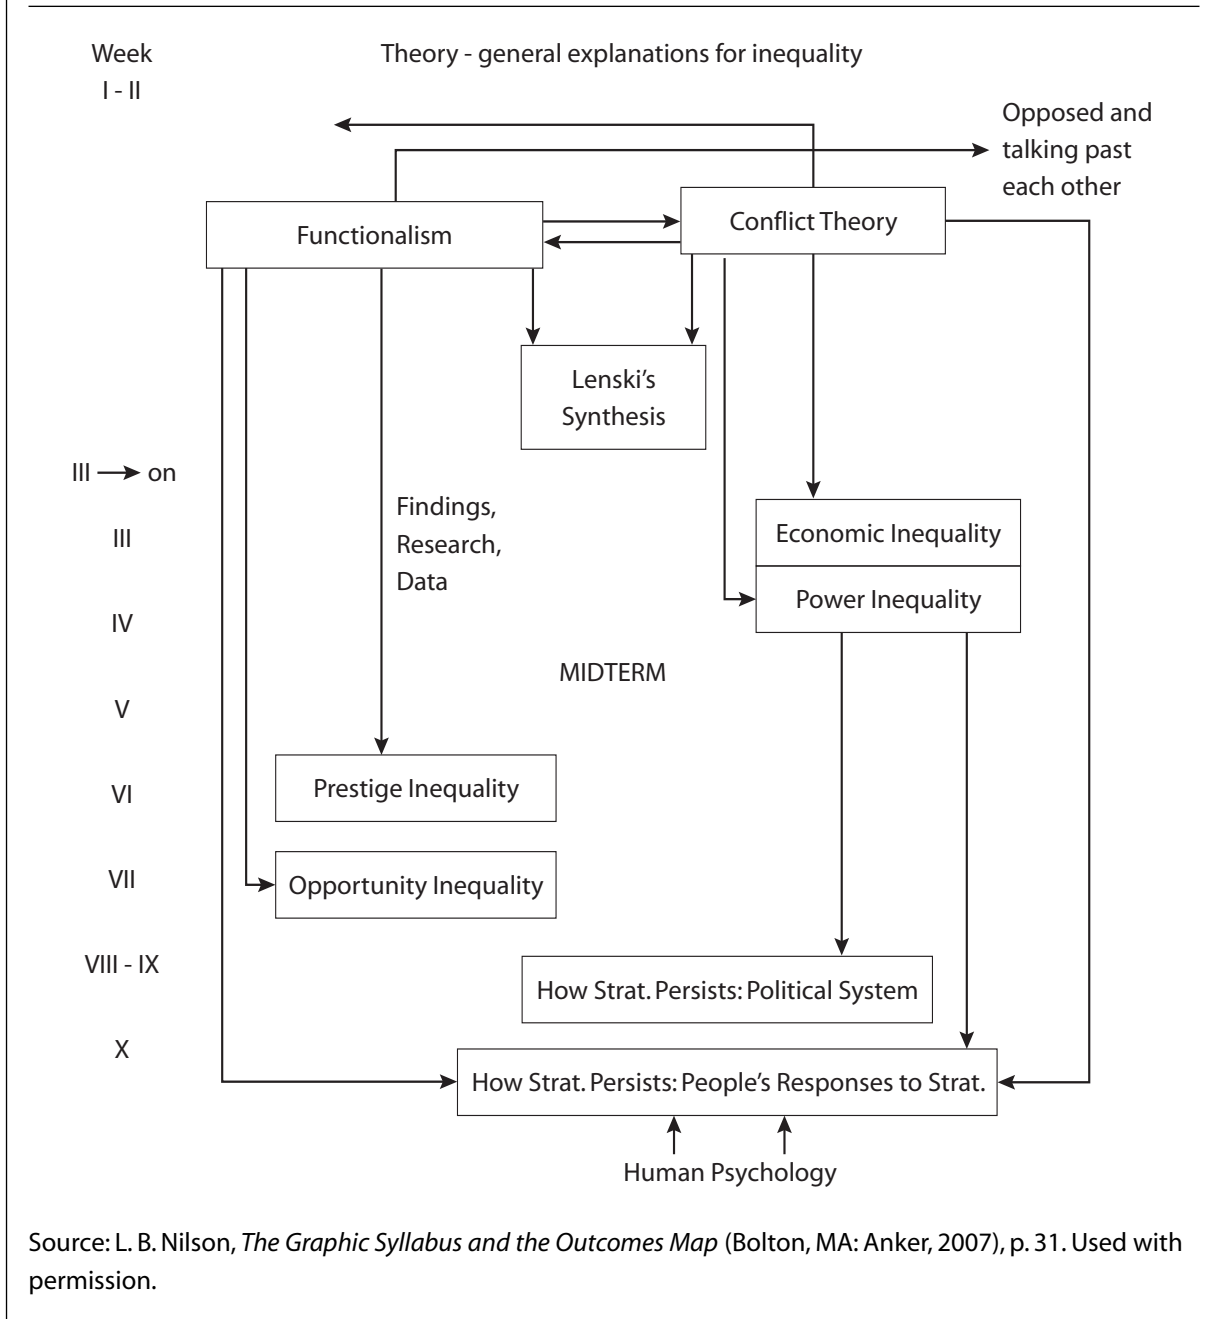 Week
Theory - general explanations for inequality
I - II
Opposed and
talking past
each other
Functionalism
Conflict Theory
Lenski’s
Synthesis
III on
Findings,
Research,
Data
III
Economic Inequality
Power Inequality
IV
MIDTERM
V
Prestige Inequality
VI
VII
Opportunity Inequality
VIII - IX
How Strat. Persists: Political System
X
How Strat. Persists: People’s Responses to Strat.
Human Psychology
Source: L. B. Nilson, The Graphic Syllabus and the Outcomes Map (Bolton, MA: Anker, 2007), p. 31. Used with
permission.